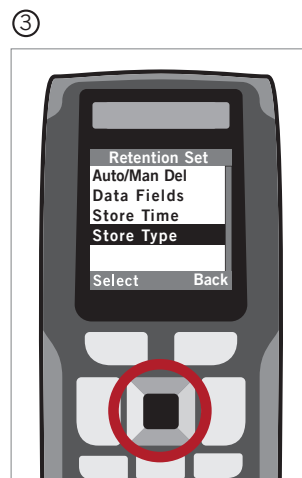 3
Retention Set
Auto/Man Del
Data Fields
Store Time
Store Type
Select Back